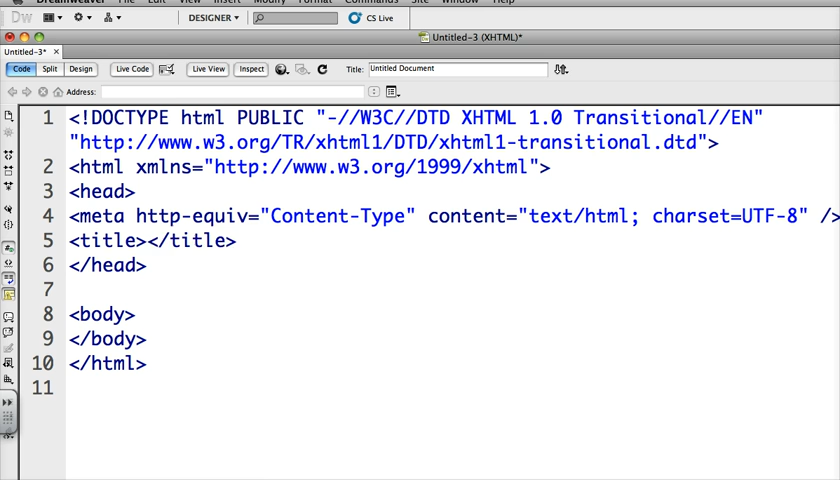 Dreamweaver File Edit View Insert Modify Format Commands Site Window Help
Dw DESIGNER CS Live
Untitled-3 (XHTML)*
Untitled-3* ×
Code Split Design Live Code Live View Inspect Title: Untitled Document
Address:
1 <!DOCTYPE html PUBLIC "-//W3C//DTD XHTML 1.0 Transitional//EN"
"http://www.w3.org/TR/xhtml1/DTD/xhtml1-transitional.dtd">
2 <html xmlns="http://www.w3.org/1999/xhtml">
3 <head>
4 <meta http-equiv="Content-Type" content="text/html; charset=UTF-8" />
5 <title></title>
6 </head>
7
8 <body>
9 </body>
10 </html>
11